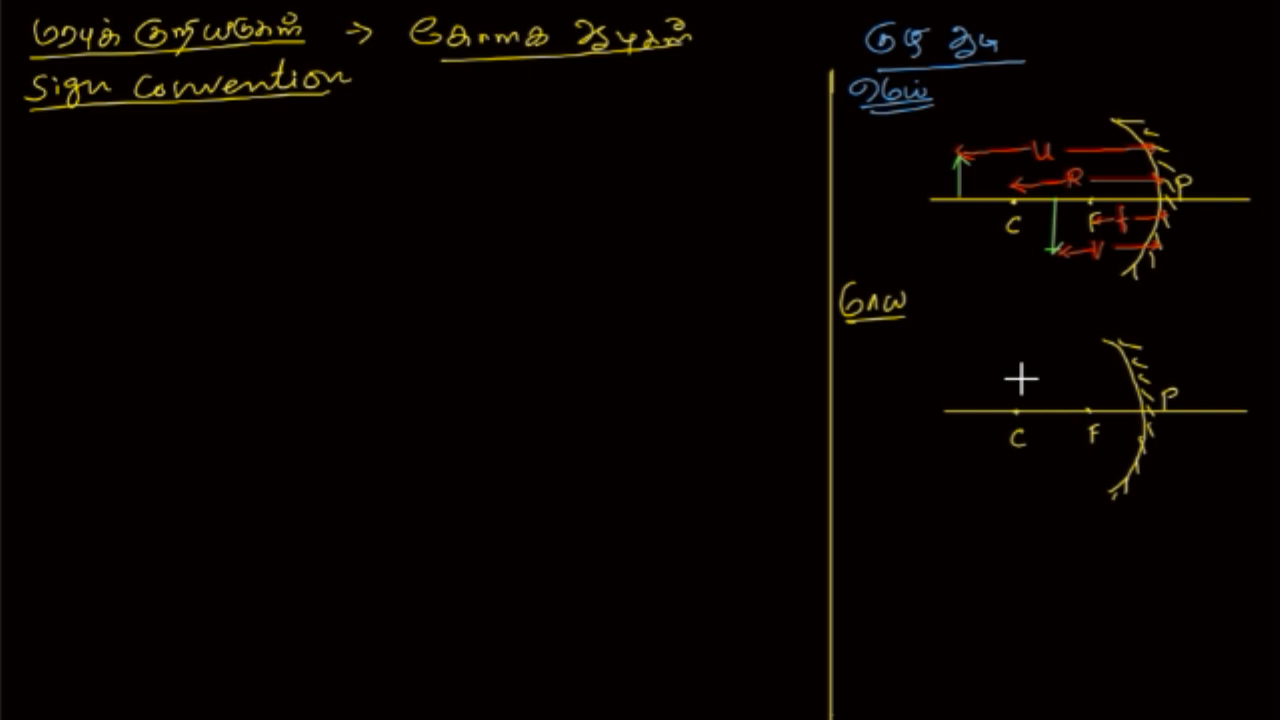 மரபுக் குறியீடுகள் → கோளக ஆடிகள்
Sign Convention
குழி ஆடி
மெய்
U
R
P
C F f
V
மாய
P
C F